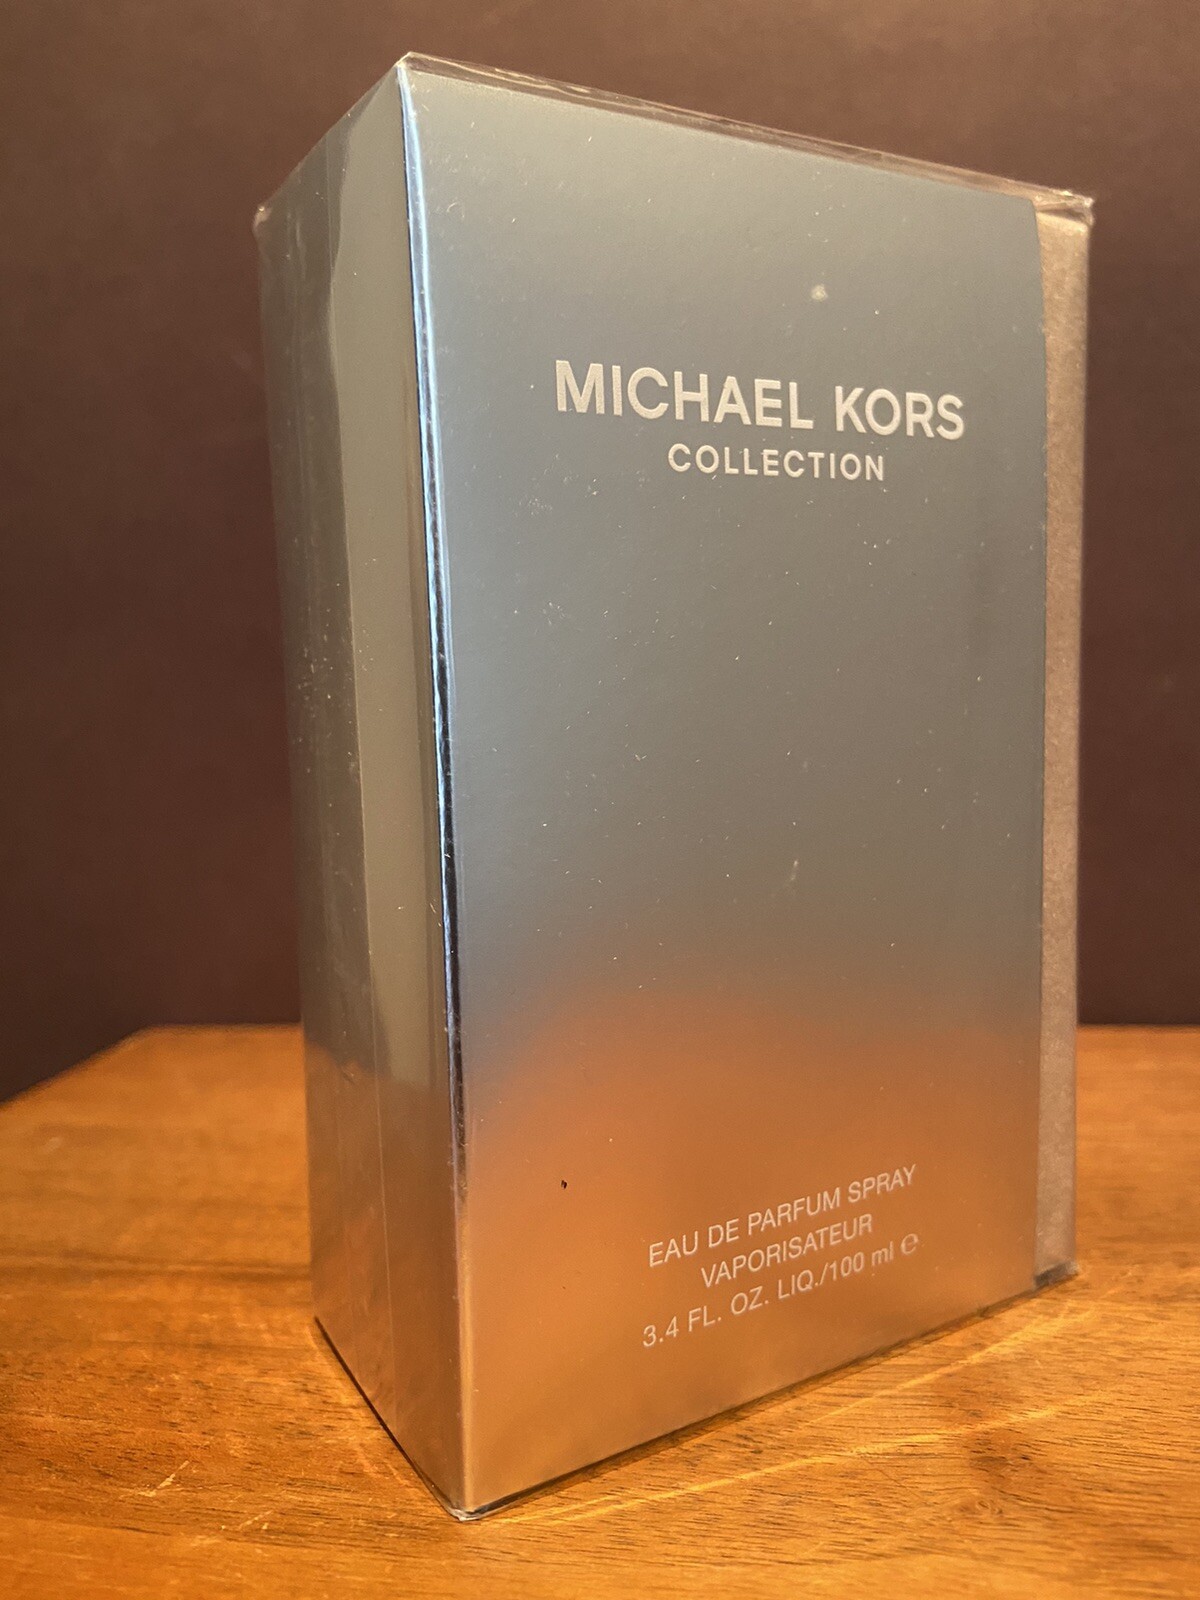 MICHAEL KORS
COLLECTION
EAU DE PARFUM SPRAY
VAPORISATEUR
3.4 FL. OZ. LIQ./100 ml ℮